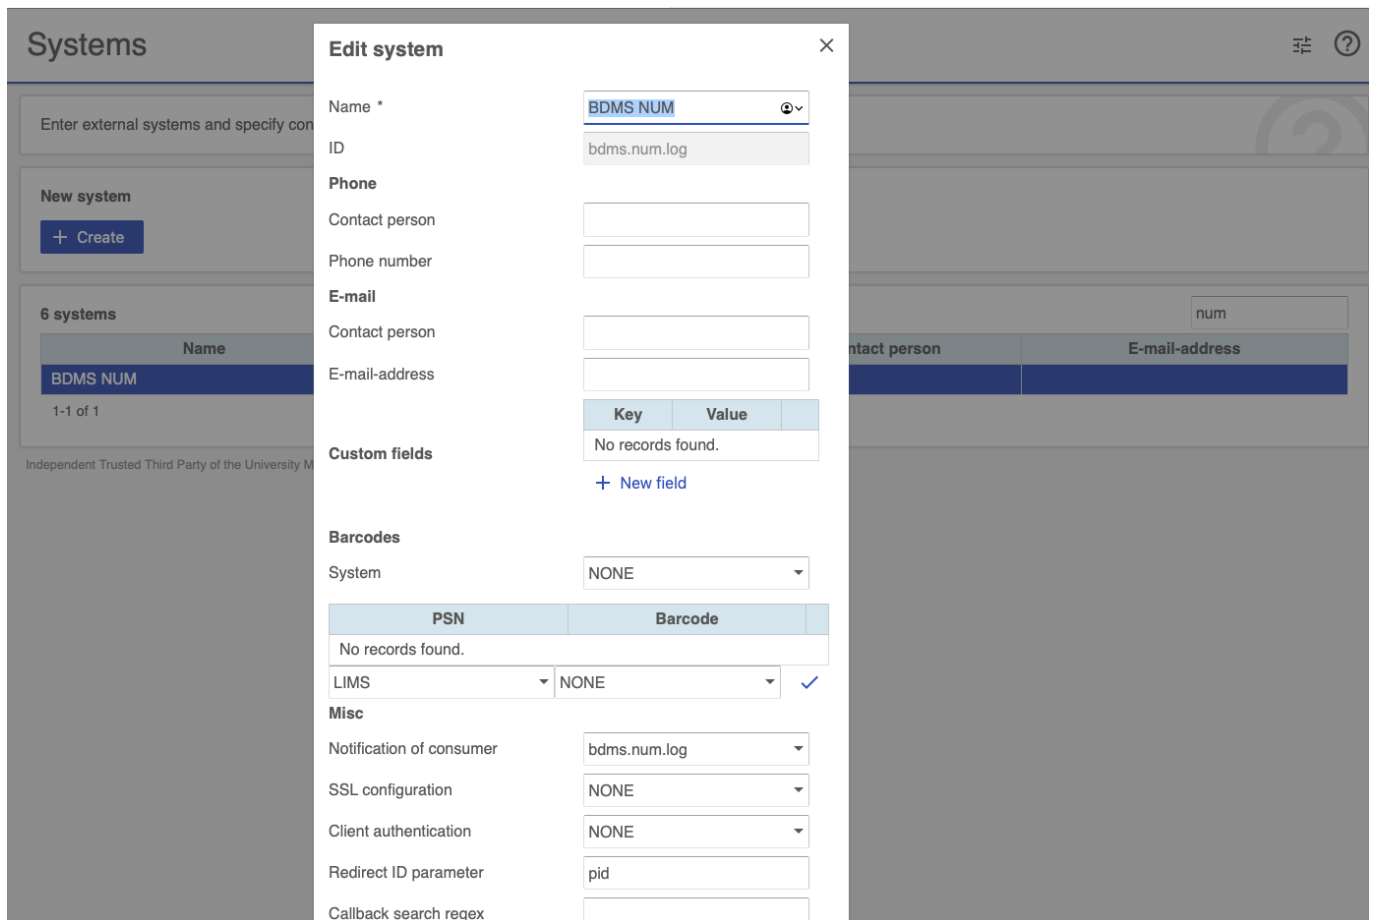 Systems
Enter external systems and specify con
New system
+ Create
6 systems
num
Name
ntact person
E-mail-address
BDMS NUM
1-1 of 1
Independent Trusted Third Party of the University M
Edit system
Name *
BDMS NUM
ID
bdms.num.log
Phone
Contact person
Phone number
E-mail
Contact person
E-mail-address
Key Value
No records found.
Custom fields
+ New field
Barcodes
System
NONE
PSN Barcode
No records found.
LIMS NONE
Misc
Notification of consumer
bdms.num.log
SSL configuration
NONE
Client authentication
NONE
Redirect ID parameter
pid
Callback search regex